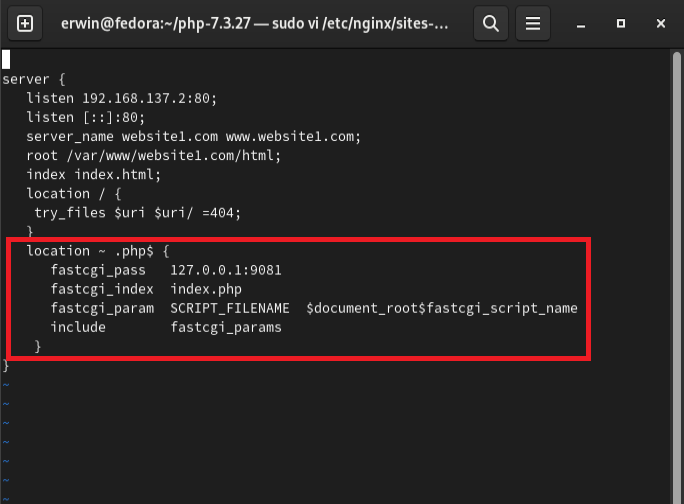 erwin@fedora:~/php-7.3.27 — sudo vi /etc/nginx/sites-...
server {
listen 192.168.137.2:80;
listen [::]:80;
server_name website1.com www.website1.com;
root /var/www/website1.com/html;
index index.html;
location / {
try_files $uri $uri/ =404;
}
location ~ .php$ {
fastcgi_pass   127.0.0.1:9081
fastcgi_index  index.php
fastcgi_param  SCRIPT_FILENAME  $document_root$fastcgi_script_name
include        fastcgi_params
}
}
~
~
~
~
~
~
~